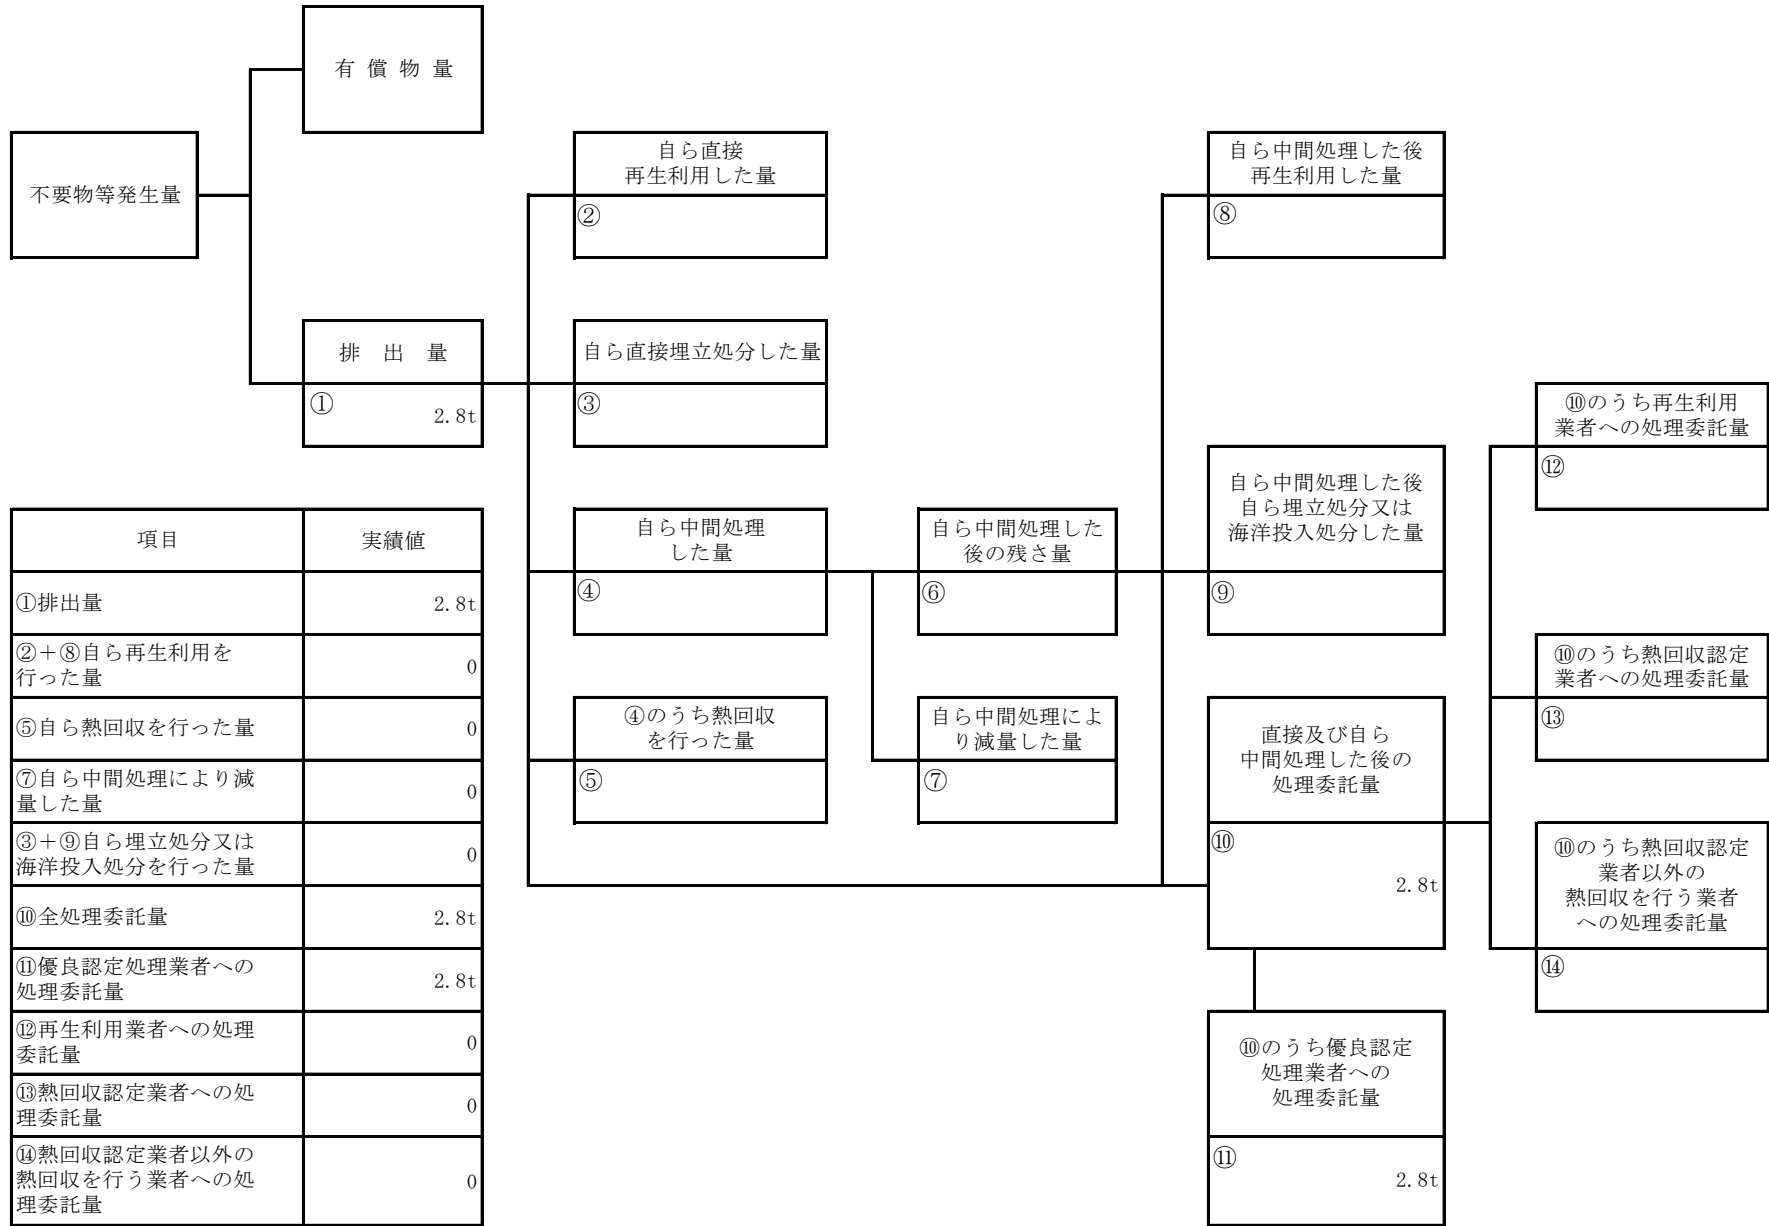 有 償 物 量
不要物等発生量
自ら直接
再生利用した量
②
自ら中間処理した後
再生利用した量
⑧
排 出 量
①
2.8t
自ら直接埋立処分した量
③
⑩のうち再生利用
業者への処理委託量
⑫
自ら中間処理した後
自ら埋立処分又は
海洋投入処分した量
⑨
自ら中間処理
した量
④
自ら中間処理した
後の残さ量
⑥
⑩のうち熱回収認定
業者への処理委託量
⑬
④のうち熱回収
を行った量
⑤
自ら中間処理によ
り減量した量
⑦
直接及び自ら
中間処理した後の
処理委託量
⑩
2.8t
⑩のうち熱回収認定
業者以外の
熱回収を行う業者
への処理委託量
⑭
⑩のうち優良認定
処理業者への
処理委託量
⑪
2.8t
項目 実績値
①排出量 2.8t
②+⑧自ら再生利用を
行った量 0
⑤自ら熱回収を行った量 0
⑦自ら中間処理により減
量した量 0
③+⑨自ら埋立処分又は
海洋投入処分を行った量 0
⑩全処理委託量 2.8t
⑪優良認定処理業者への
処理委託量 2.8t
⑫再生利用業者への処理
委託量 0
⑬熱回収認定業者への処
理委託量 0
⑭熱回収認定業者以外の
熱回収を行う業者への処
理委託量 0